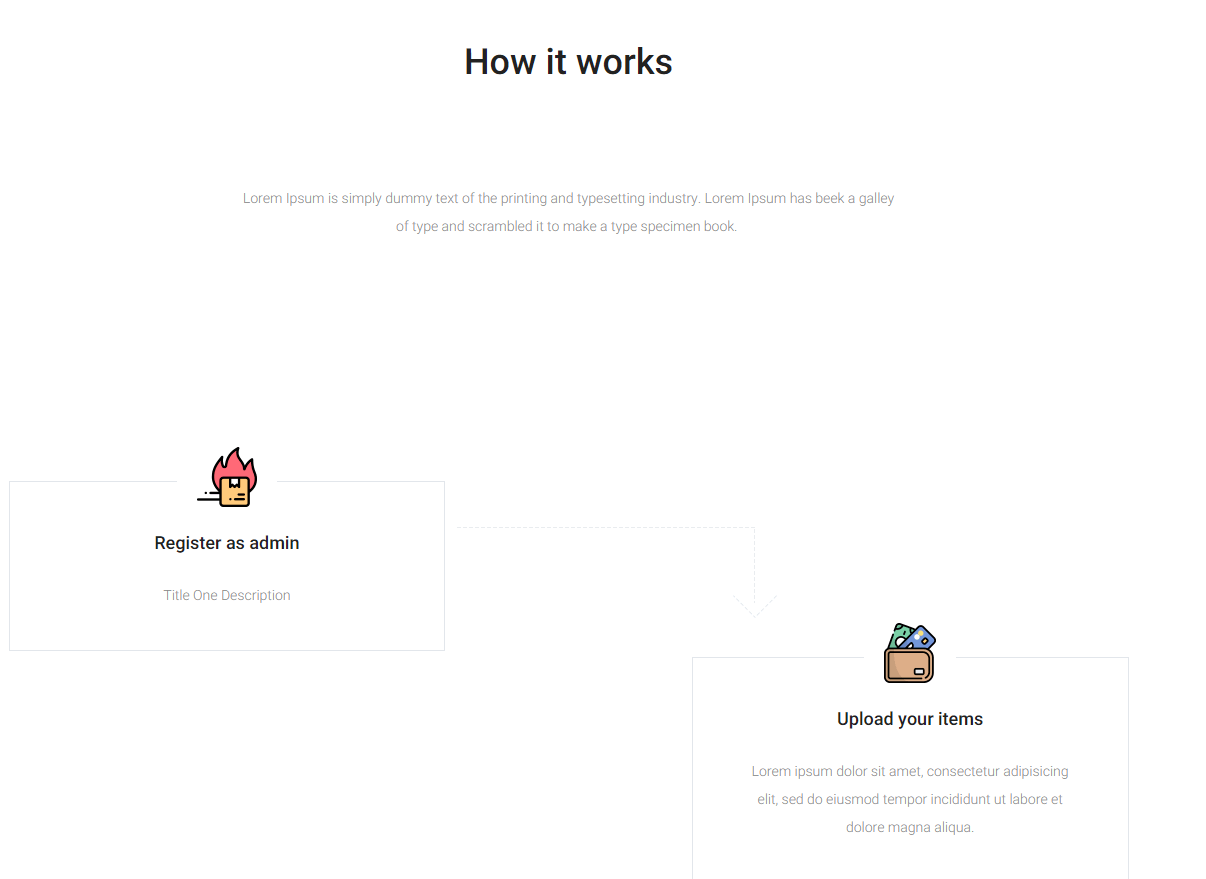 How it works
Lorem Ipsum is simply dummy text of the printing and typesetting industry. Lorem Ipsum has beek a galley
of type and scrambled it to make a type specimen book.
Register as admin
Title One Description
Upload your items
Lorem ipsum dolor sit amet, consectetur adipisicing
elit, sed do eiusmod tempor incididunt ut labore et
dolore magna aliqua.